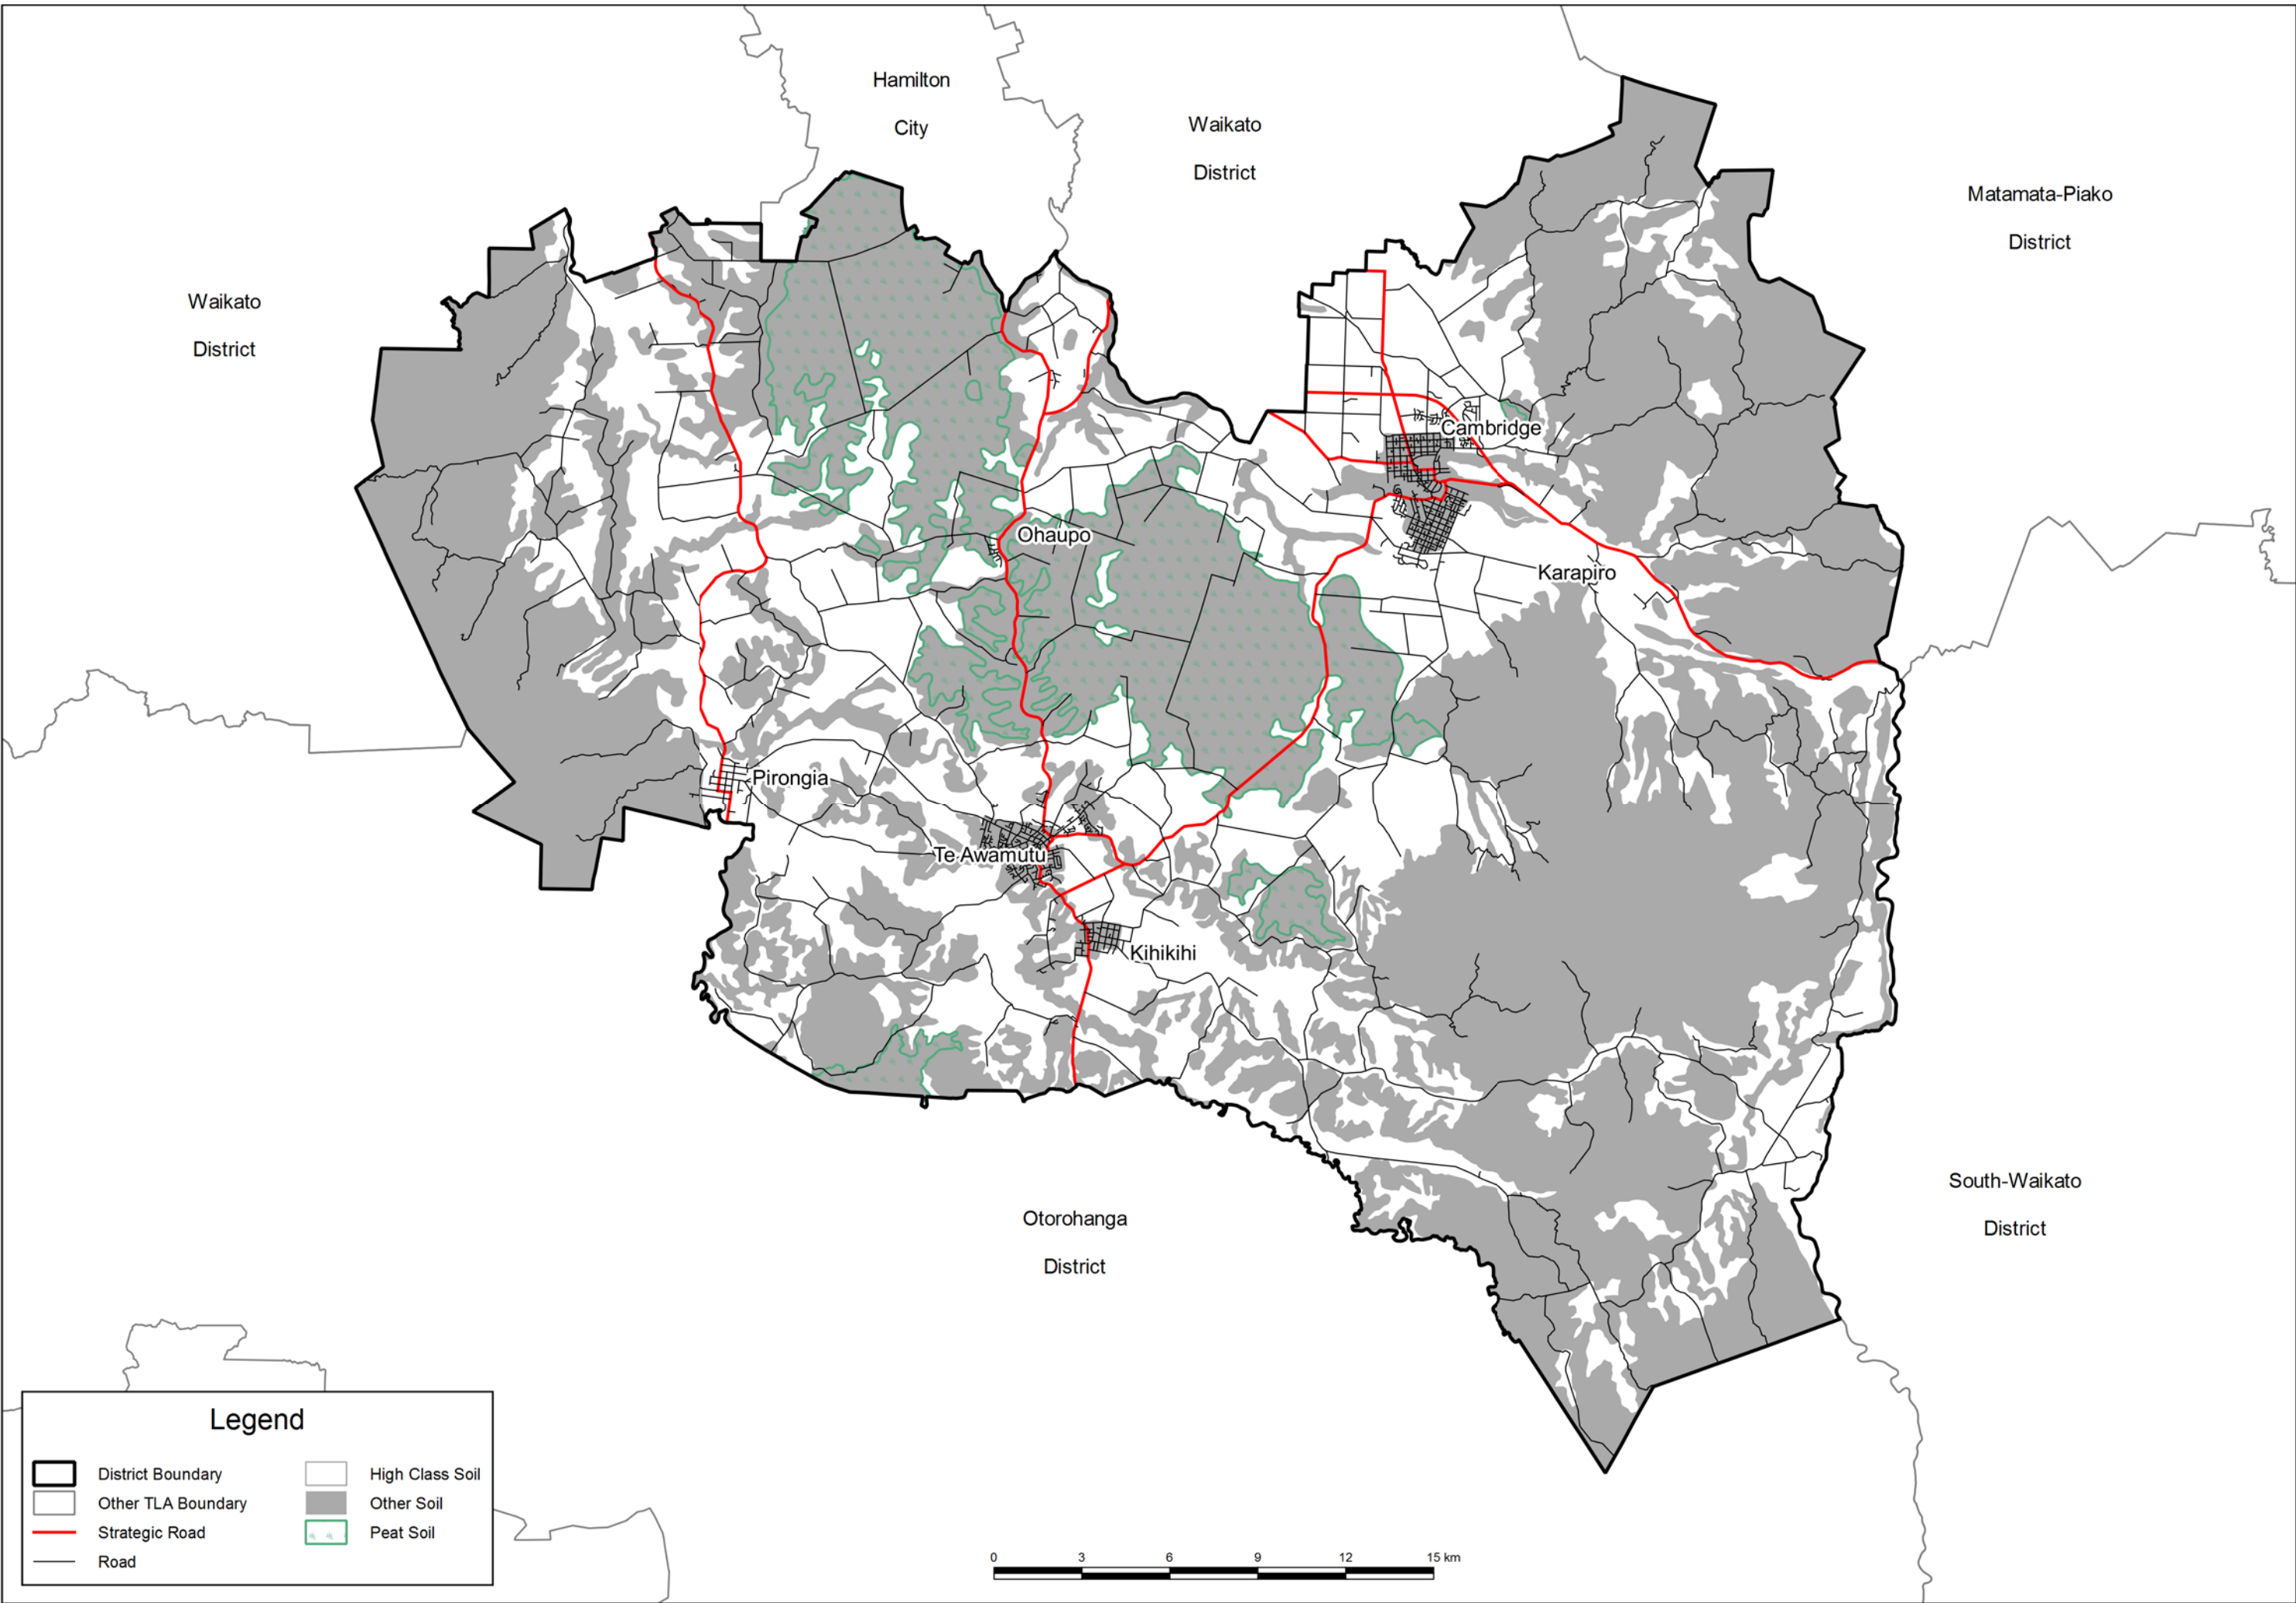 Hamilton
City
Waikato
District
Matamata-Piako
District
Waikato
District
Cambridge
Ohaupo
Karapiro
Pirongia
Te Awamutu
Kihikihi
Otorohanga
District
South-Waikato
District
Legend
District Boundary
High Class Soil
Other TLA Boundary
Other Soil
Strategic Road
Peat Soil
Road
0 3 6 9 12 15 km